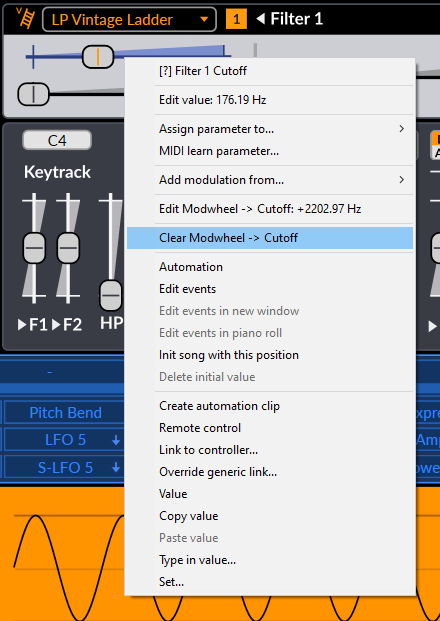 V LP Vintage Ladder 1 Filter 1
[?] Filter 1 Cutoff
Edit value: 176.19 Hz
Assign parameter to...
MIDI learn parameter...
Add modulation from...
Edit Modwheel -> Cutoff: +2202.97 Hz
Clear Modwheel -> Cutoff
Automation
Edit events
Edit events in new window
Edit events in piano roll
Init song with this position
Delete initial value
Create automation clip
Remote control
Link to controller...
Override generic link...
Value
Copy value
Paste value
Type in value...
Set...
C4
Keytrack
F1 F2 HP
-
Pitch Bend
LFO 5
S-LFO 5